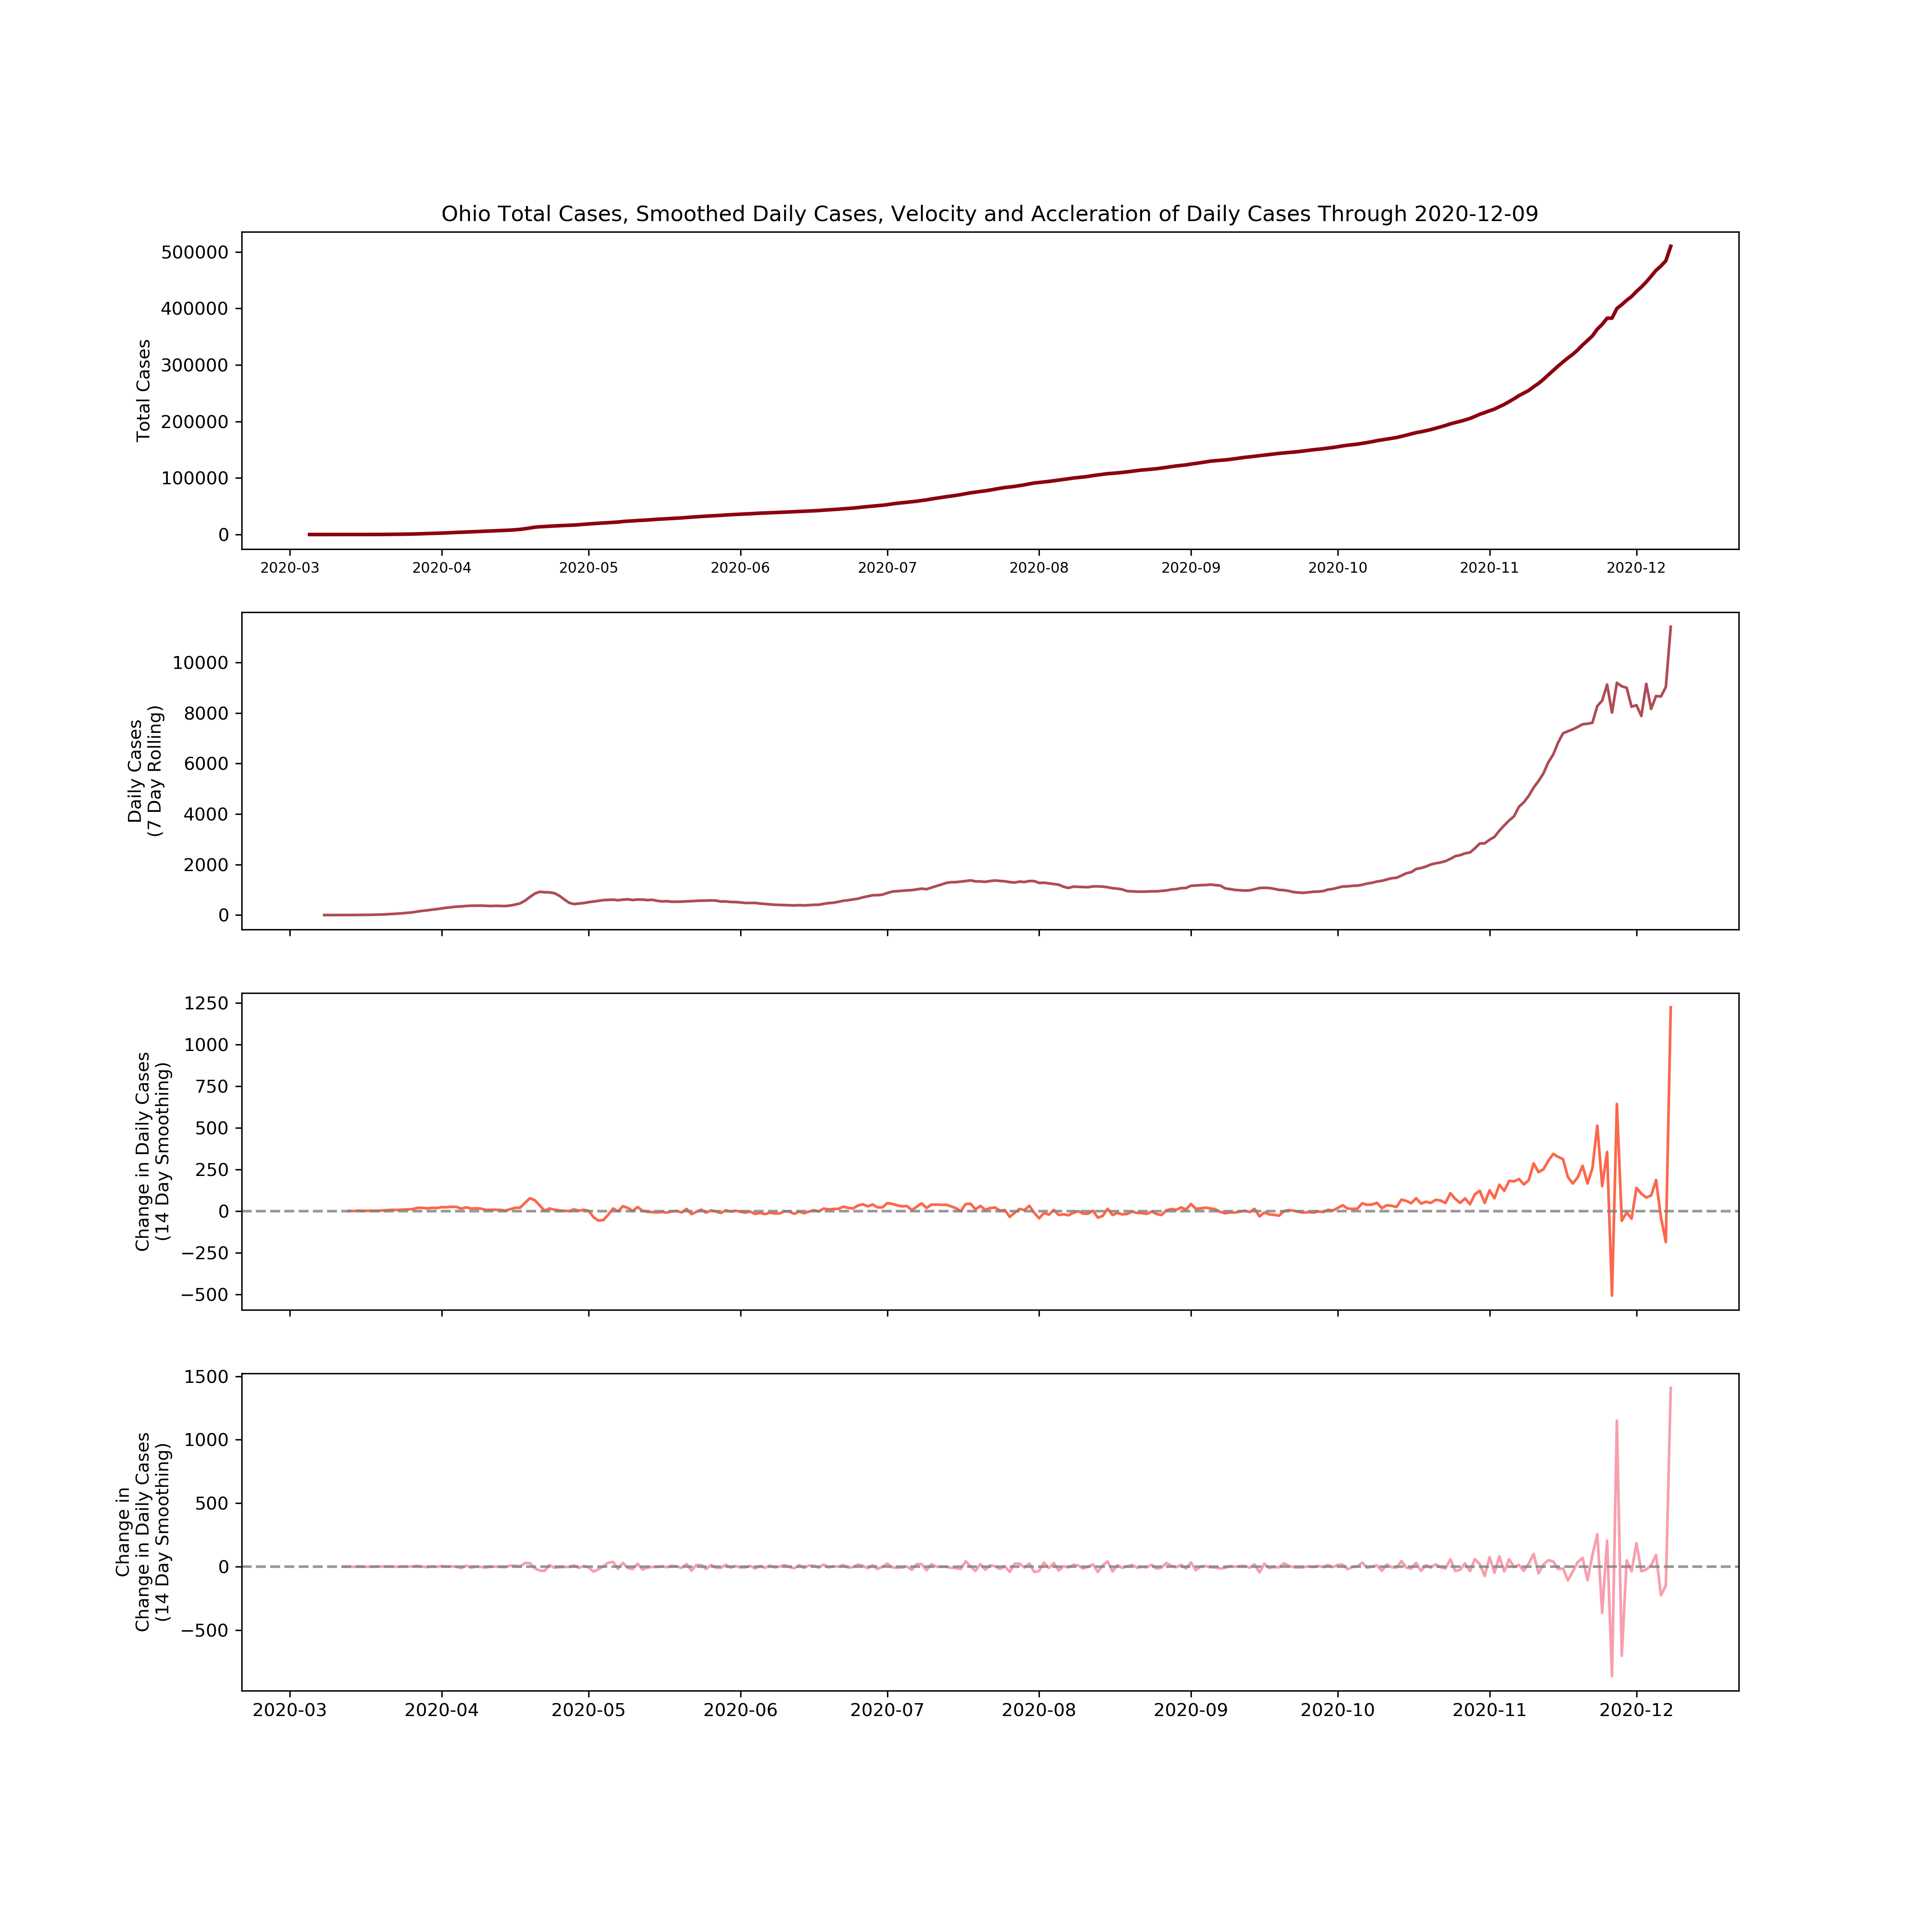 Ohio Total Cases, Smoothed Daily Cases, Velocity and Accleration of Daily Cases Through 2020-12-09
500000
400000
300000
200000
100000
0
Total Cases
2020-03 2020-04 2020-05 2020-06 2020-07 2020-08 2020-09 2020-10 2020-11 2020-12
10000
8000
6000
4000
2000
0
Daily Cases
(7 Day Rolling)
1250
1000
750
500
250
0
−250
−500
Change in Daily Cases
(14 Day Smoothing)
1500
1000
500
0
−500
Change in
Change in Daily Cases
(14 Day Smoothing)
2020-03 2020-04 2020-05 2020-06 2020-07 2020-08 2020-09 2020-10 2020-11 2020-12